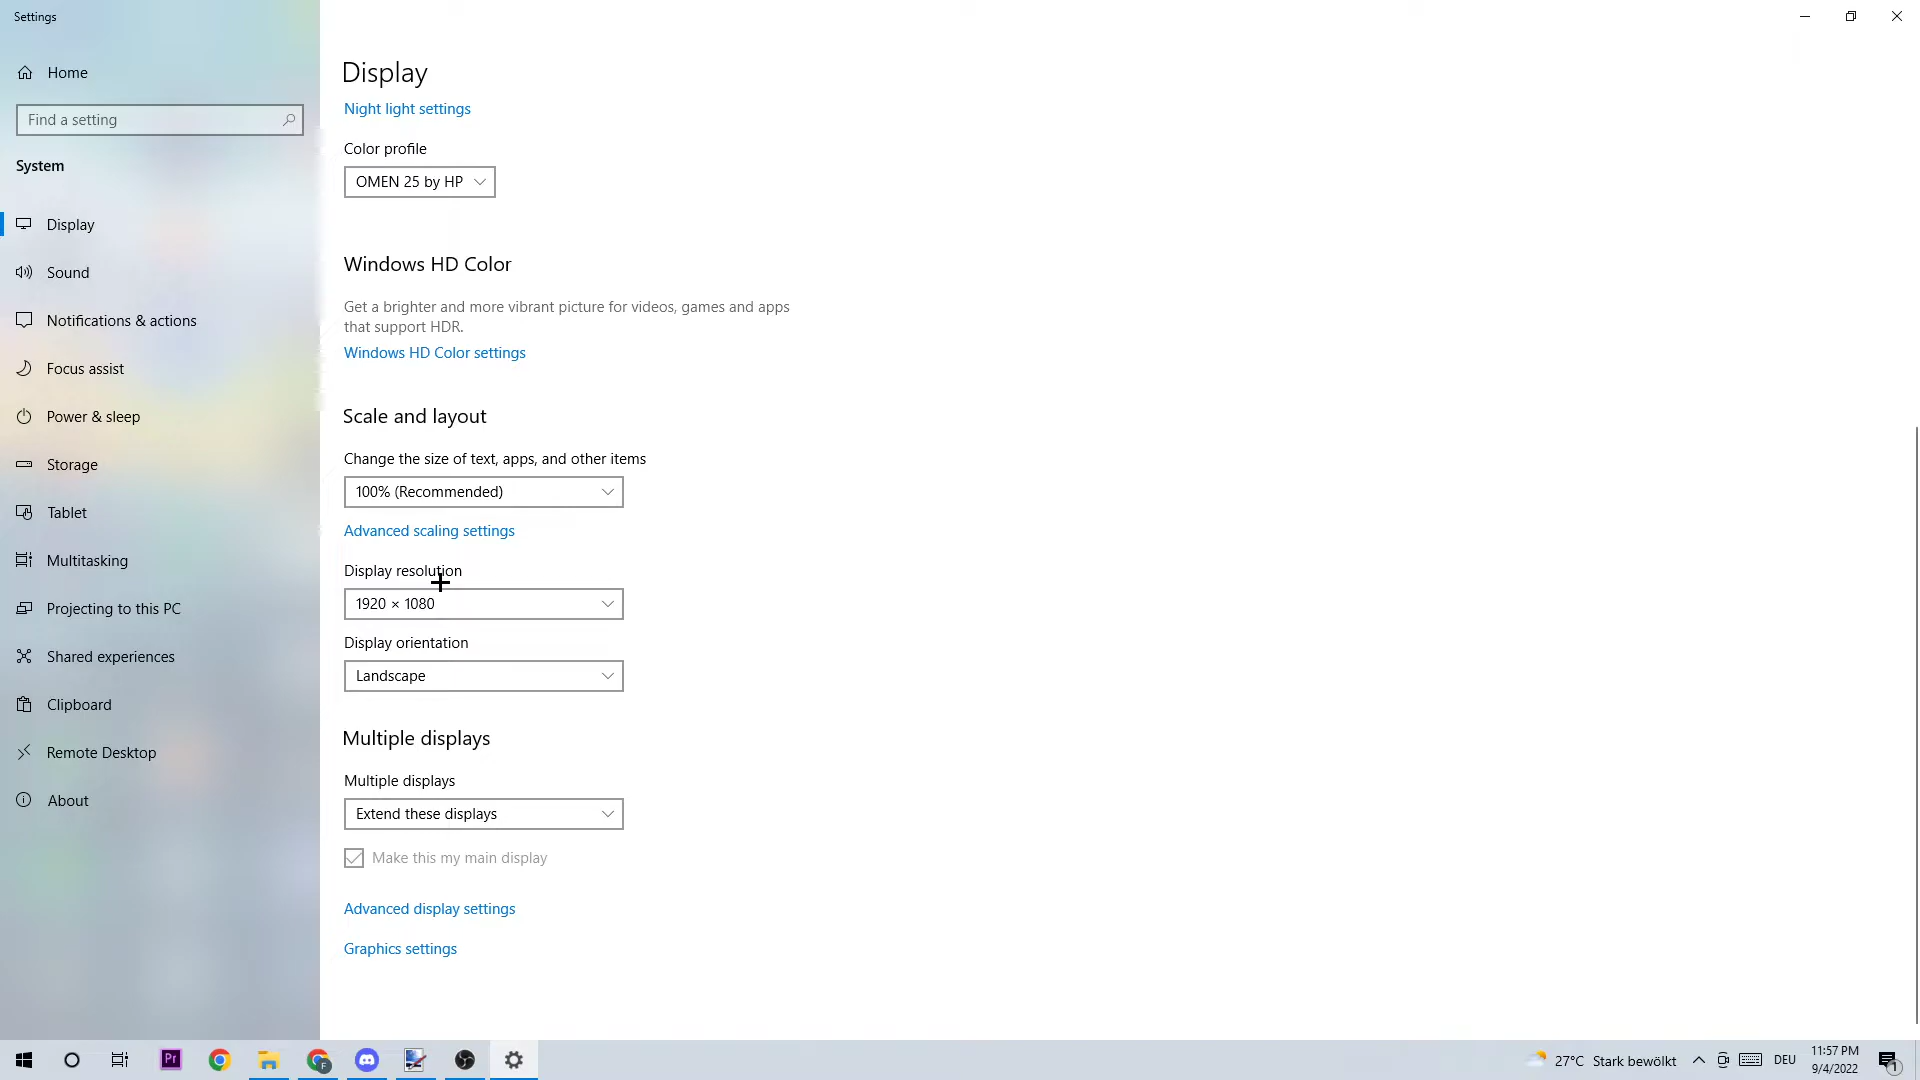 Settings
Home
Find a setting
System
Display
Sound
Notifications & actions
Focus assist
Power & sleep
Storage
Tablet
Multitasking
Projecting to this PC
Shared experiences
Clipboard
Remote Desktop
About
Display
Night light settings
Color profile
OMEN 25 by HP
Windows HD Color
Get a brighter and more vibrant picture for videos, games and apps
that support HDR.
Windows HD Color settings
Scale and layout
Change the size of text, apps, and other items
100% (Recommended)
Advanced scaling settings
Display resolution
1920 × 1080
Display orientation
Landscape
Multiple displays
Multiple displays
Extend these displays
Make this my main display
Advanced display settings
Graphics settings
Pr
F
27°C Stark bewölkt
DEU
11:57 PM
9/4/2022
1